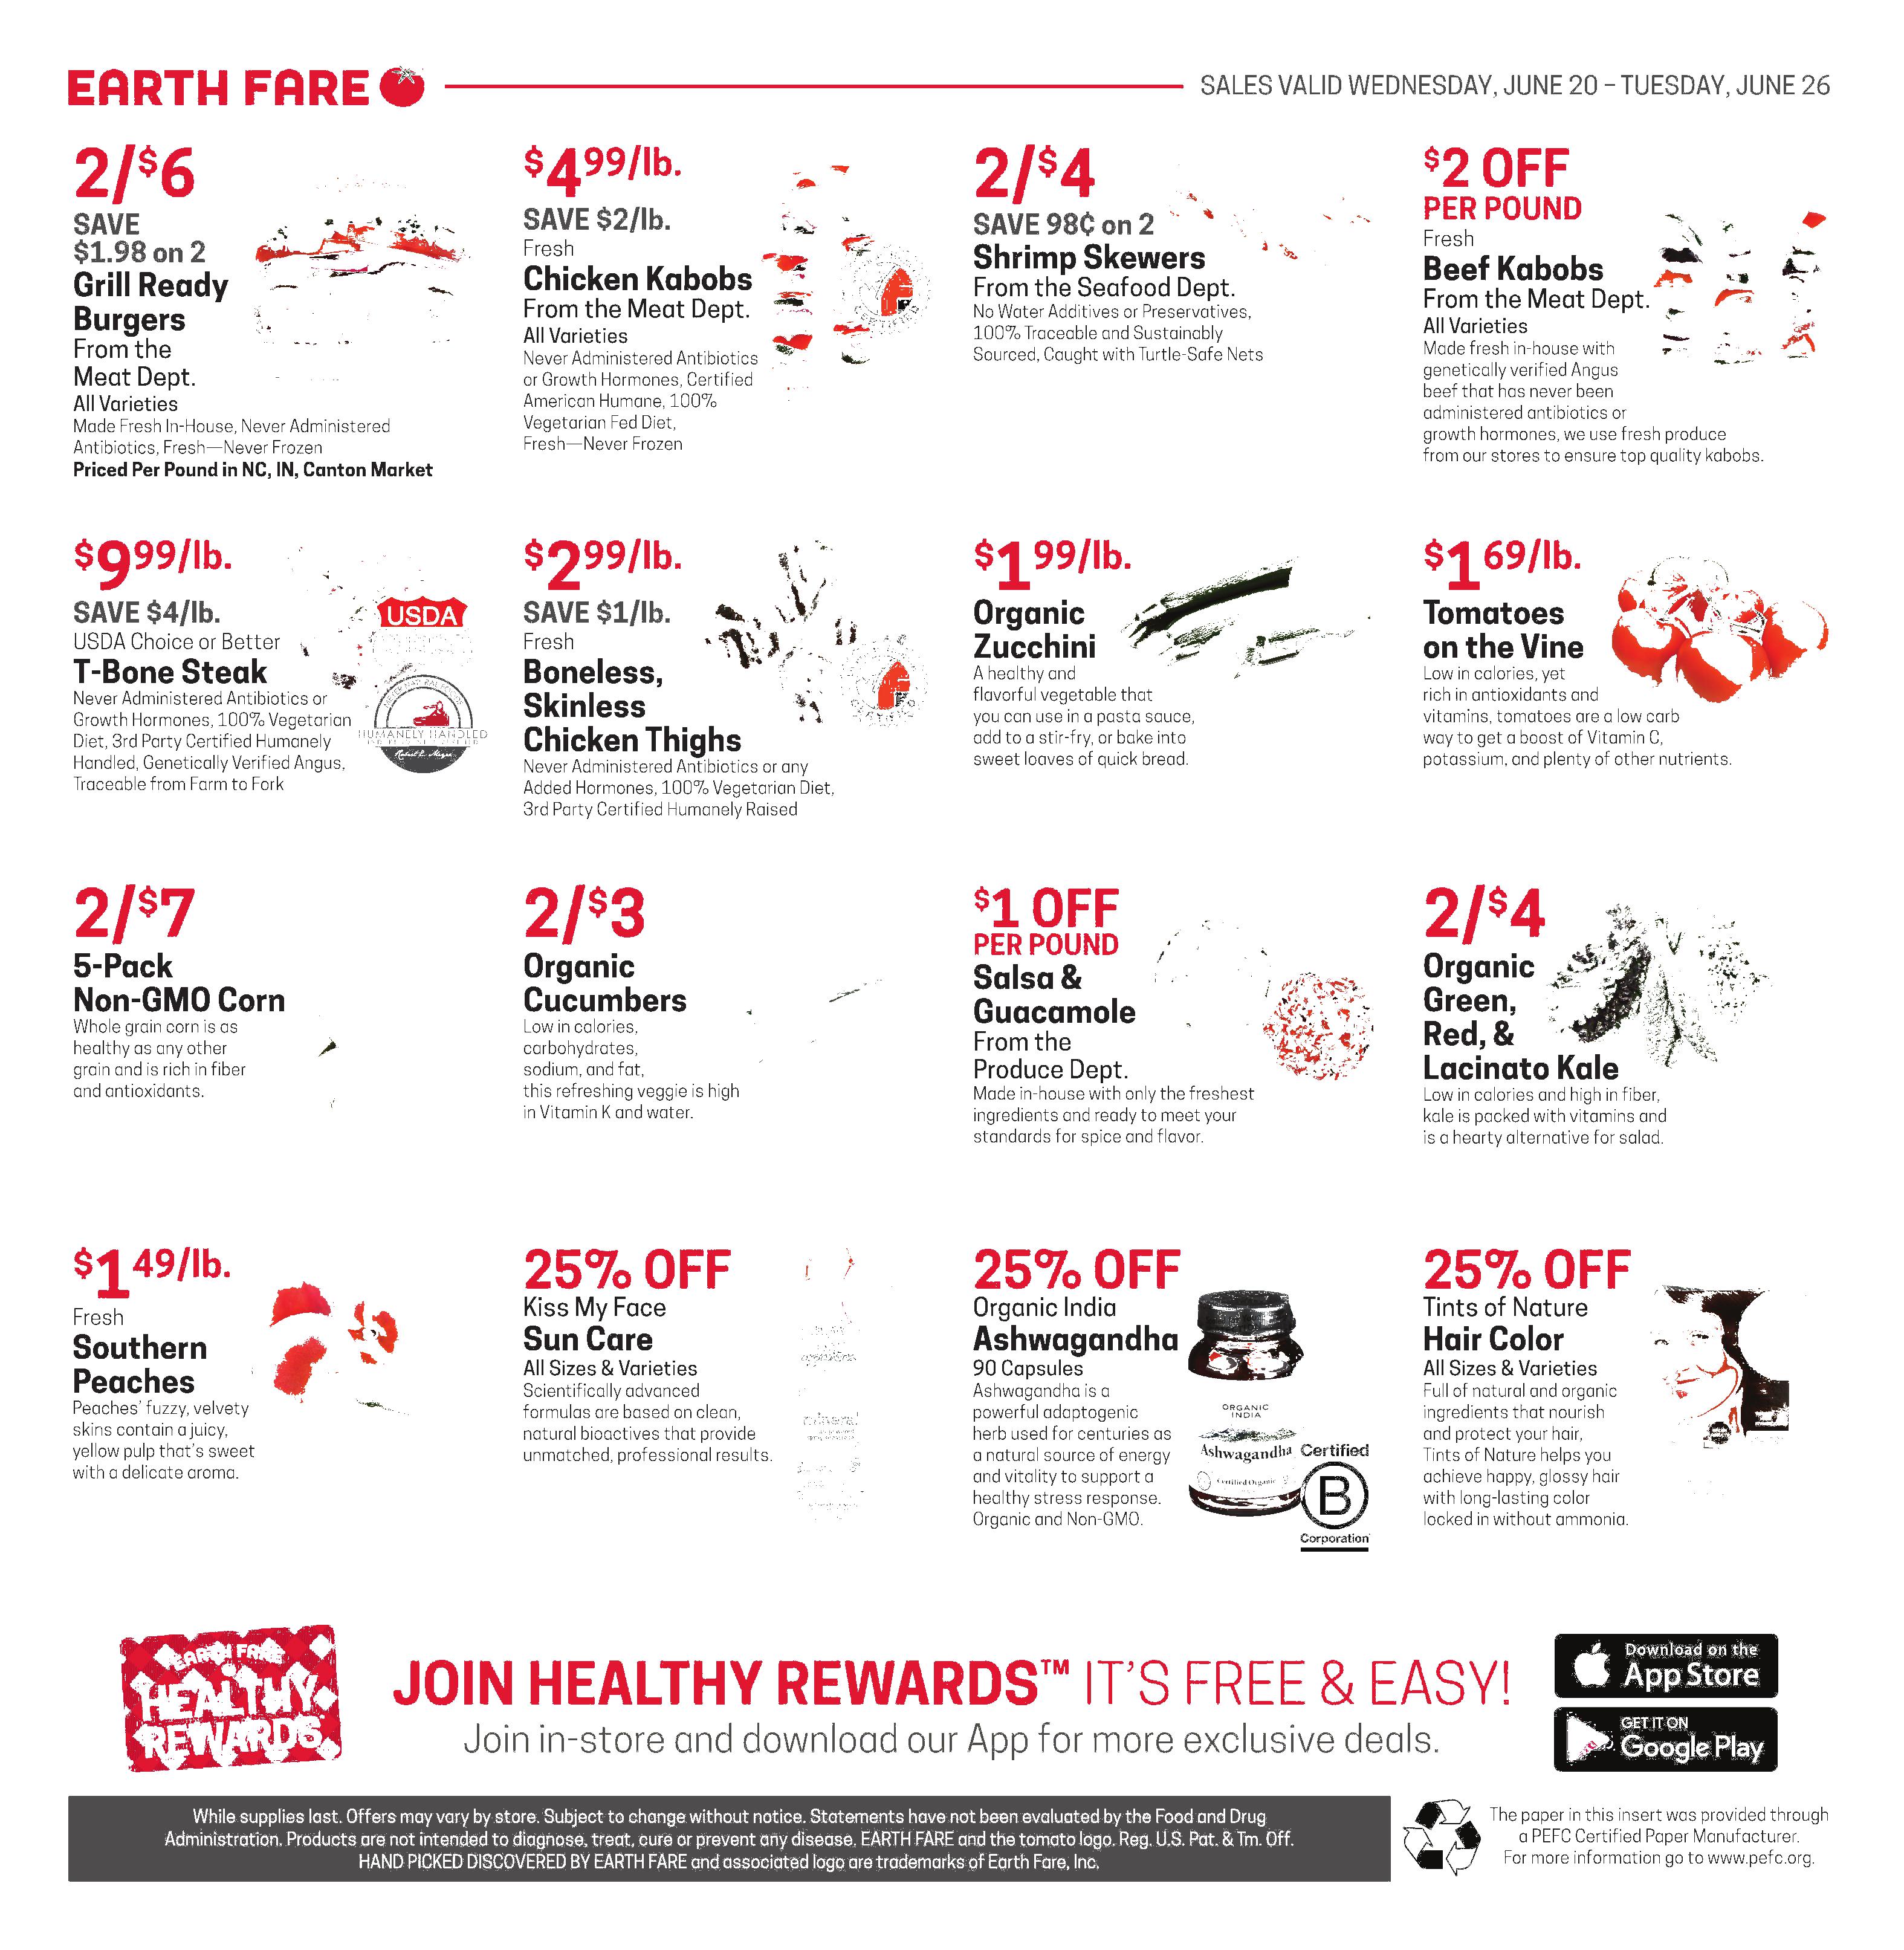 EARTH FARE
SALES VALID WEDNESDAY, JUNE 20 – TUESDAY, JUNE 26
2/$6
SAVE
$1.98 on 2
Grill Ready
Burgers
From the
Meat Dept.
All Varieties
Made Fresh In-House, Never Administered
Antibiotics, Fresh—Never Frozen
Priced Per Pound in NC, IN, Canton Market
$4 99/lb.
SAVE $2/lb.
Fresh
Chicken Kabobs
From the Meat Dept.
All Varieties
Never Administered Antibiotics
or Growth Hormones, Certified
American Humane, 100%
Vegetarian Fed Diet,
Fresh—Never Frozen
2/$4
SAVE 98¢ on 2
Shrimp Skewers
From the Seafood Dept.
No Water Additives or Preservatives,
100% Traceable and Sustainably
Sourced, Caught with Turtle-Safe Nets
$2 OFF
PER POUND
Fresh
Beef Kabobs
From the Meat Dept.
All Varieties
Made fresh in-house with
genetically verified Angus
beef that has never been
administered antibiotics or
growth hormones, we use fresh produce
from our stores to ensure top quality kabobs.
$9 99/lb.
SAVE $4/lb.
USDA Choice or Better
T-Bone Steak
Never Administered Antibiotics or
Growth Hormones, 100% Vegetarian
Diet, 3rd Party Certified Humanely
Handled, Genetically Verified Angus,
Traceable from Farm to Fork
USDA
HUMANELY HANDLED
$2 99/lb.
SAVE $1/lb.
Fresh
Boneless,
Skinless
Chicken Thighs
Never Administered Antibiotics or any
Added Hormones, 100% Vegetarian Diet,
3rd Party Certified Humanely Raised
$1 99/lb.
Organic
Zucchini
A healthy and
flavorful vegetable that
you can use in a pasta sauce,
add to a stir-fry, or bake into
sweet loaves of quick bread.
$1 69/lb.
Tomatoes
on the Vine
Low in calories, yet
rich in antioxidants and
vitamins, tomatoes are a low carb
way to get a boost of Vitamin C,
potassium, and plenty of other nutrients.
2/$7
5-Pack
Non-GMO Corn
Whole grain corn is as
healthy as any other
grain and is rich in fiber
and antioxidants.
2/$3
Organic
Cucumbers
Low in calories,
carbohydrates,
sodium, and fat,
this refreshing veggie is high
in Vitamin K and water.
$1 OFF
PER POUND
Salsa &
Guacamole
From the
Produce Dept.
Made in-house with only the freshest
ingredients and ready to meet your
standards for spice and flavor.
2/$4
Organic
Green,
Red, &
Lacinato Kale
Low in calories and high in fiber,
kale is packed with vitamins and
is a hearty alternative for salad.
$1 49/lb.
Fresh
Southern
Peaches
Peaches' fuzzy, velvety
skins contain a juicy,
yellow pulp that's sweet
with a delicate aroma.
25% OFF
Kiss My Face
Sun Care
All Sizes & Varieties
Scientifically advanced
formulas are based on clean,
natural bioactives that provide
unmatched, professional results.
mineral
25% OFF
Organic India
Ashwagandha
90 Capsules
Ashwagandha is a
powerful adaptogenic
herb used for centuries as
a natural source of energy
and vitality to support a
healthy stress response.
Organic and Non-GMO.
ORGANIC
INDIA
Ashwagandha
Certified Organic
Certified
B
Corporation
25% OFF
Tints of Nature
Hair Color
All Sizes & Varieties
Full of natural and organic
ingredients that nourish
and protect your hair,
Tints of Nature helps you
achieve happy, glossy hair
with long-lasting color
locked in without ammonia.
EARTH FARE
HEALTHY
REWARDS
JOIN HEALTHY REWARDS™ IT'S FREE & EASY!
Join in-store and download our App for more exclusive deals.
Download on the
App Store
GET IT ON
Google Play
While supplies last. Offers may vary by store. Subject to change without notice. Statements have not been evaluated by the Food and Drug
Administration. Products are not intended to diagnose, treat, cure or prevent any disease. EARTH FARE and the tomato logo. Reg. U.S. Pat. & Tm. Off.
HAND PICKED DISCOVERED BY EARTH FARE and associated logo are trademarks of Earth Fare, Inc.
The paper in this insert was provided through
a PEFC Certified Paper Manufacturer.
For more information go to www.pefc.org.